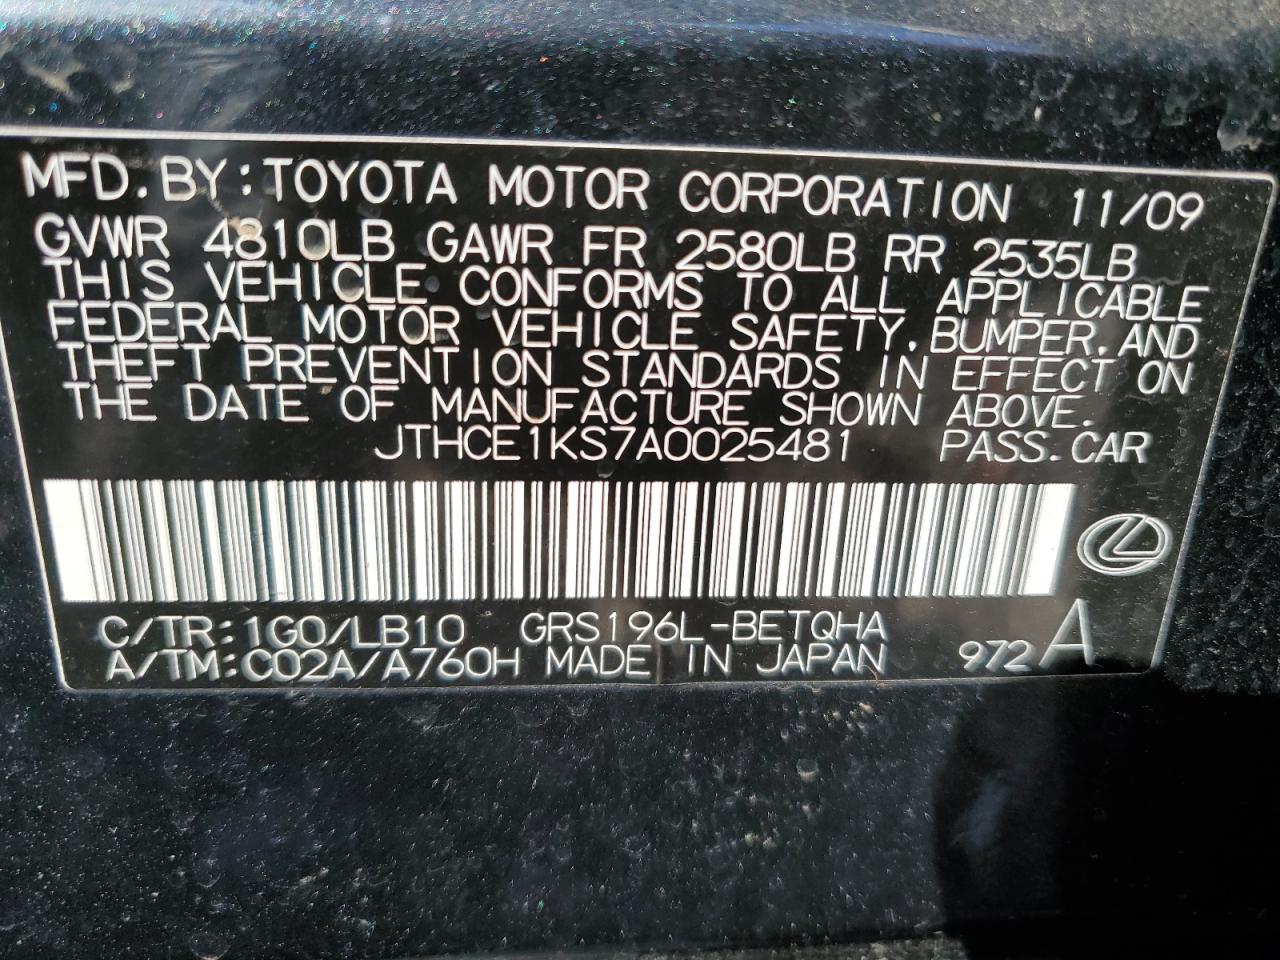 MFD. BY: TOYOTA MOTOR CORPORATION 11/09
GVWR 4810LB GAWR FR 2580LB RR 2535LB
THIS VEHICLE CONFORMS TO ALL APPLICABLE
FEDERAL MOTOR VEHICLE SAFETY, BUMPER, AND
THEFT PREVENTION STANDARDS IN EFFECT ON
THE DATE OF MANUFACTURE SHOWN ABOVE.
JTHCE1KS7A0025481 PASS. CAR
C/TR: 1G0/LB10 GRS196L-BETQHA
A/TM: C02A/A760H MADE IN JAPAN 972 A